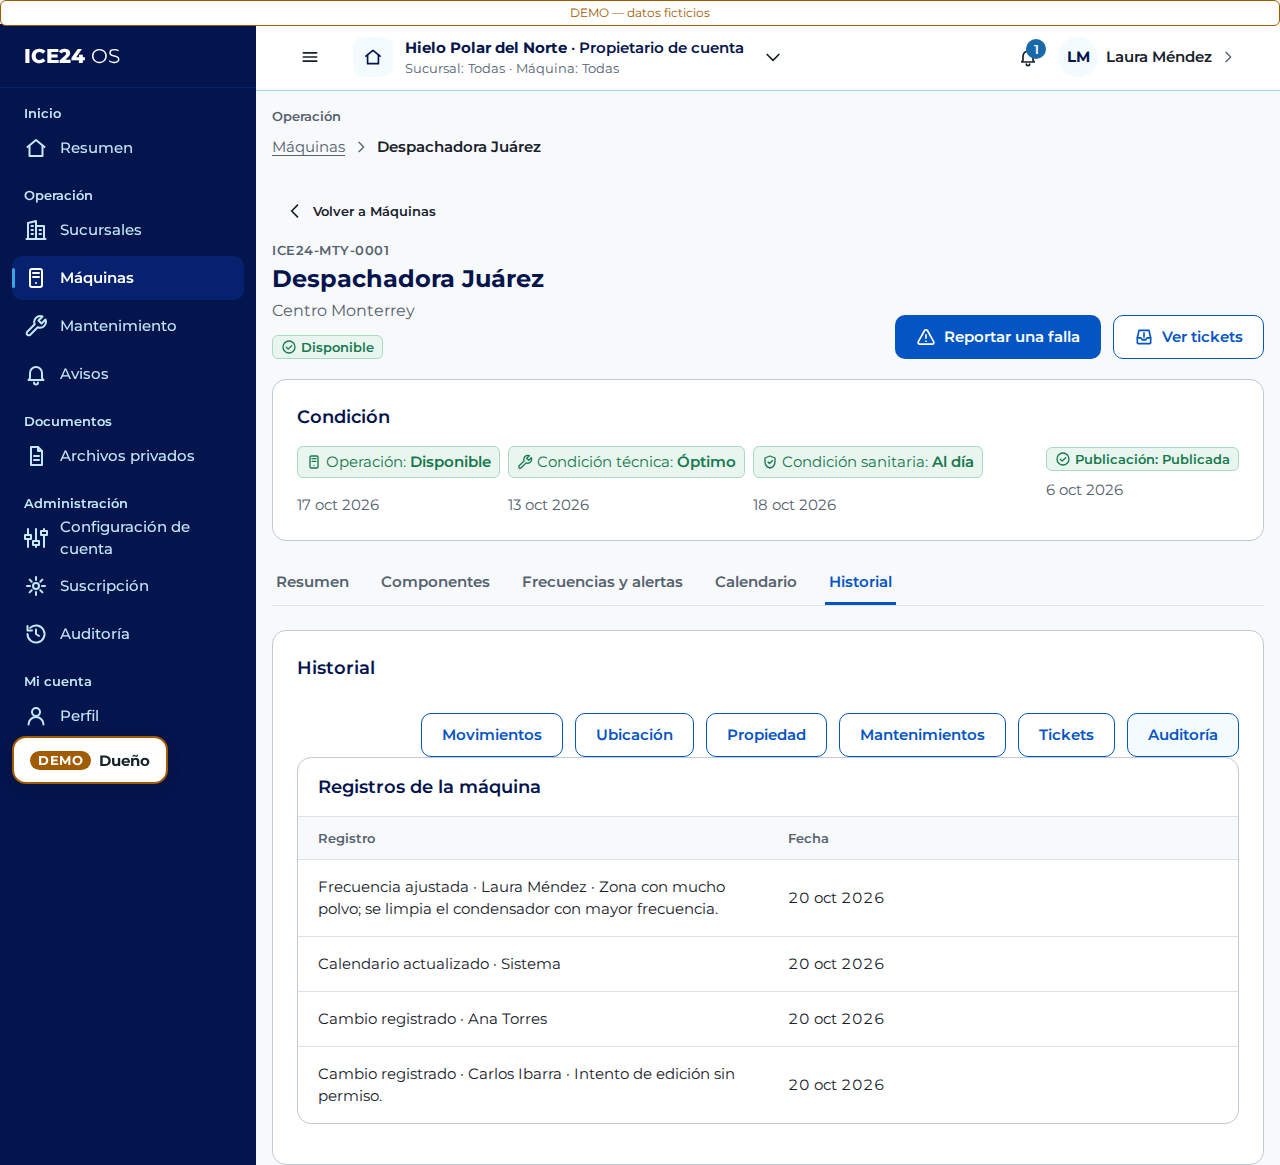 DEMO — datos ficticios
ICE24 OS
Inicio
Resumen
Operación
Sucursales
Máquinas
Mantenimiento
Avisos
Documentos
Archivos privados
Administración
Configuración de
cuenta
Suscripción
Auditoría
Mi cuenta
Perfil
DEMO Dueño
Hielo Polar del Norte · Propietario de cuenta
Sucursal: Todas · Máquina: Todas
1
LM Laura Méndez
Operación
Máquinas > Despachadora Juárez
Volver a Máquinas
ICE24-MTY-0001
Despachadora Juárez
Centro Monterrey
Disponible
Reportar una falla
Ver tickets
Condición
Operación: Disponible
Condición técnica: Óptimo
Condición sanitaria: Al día
Publicación: Publicada
17 oct 2026
13 oct 2026
18 oct 2026
6 oct 2026
Resumen
Componentes
Frecuencias y alertas
Calendario
Historial
Historial
Movimientos
Ubicación
Propiedad
Mantenimientos
Tickets
Auditoría
Registros de la máquina
Registro Fecha
Frecuencia ajustada · Laura Méndez · Zona con mucho
polvo; se limpia el condensador con mayor frecuencia.
20 oct 2026
Calendario actualizado · Sistema
20 oct 2026
Cambio registrado · Ana Torres
20 oct 2026
Cambio registrado · Carlos Ibarra · Intento de edición sin
permiso.
20 oct 2026